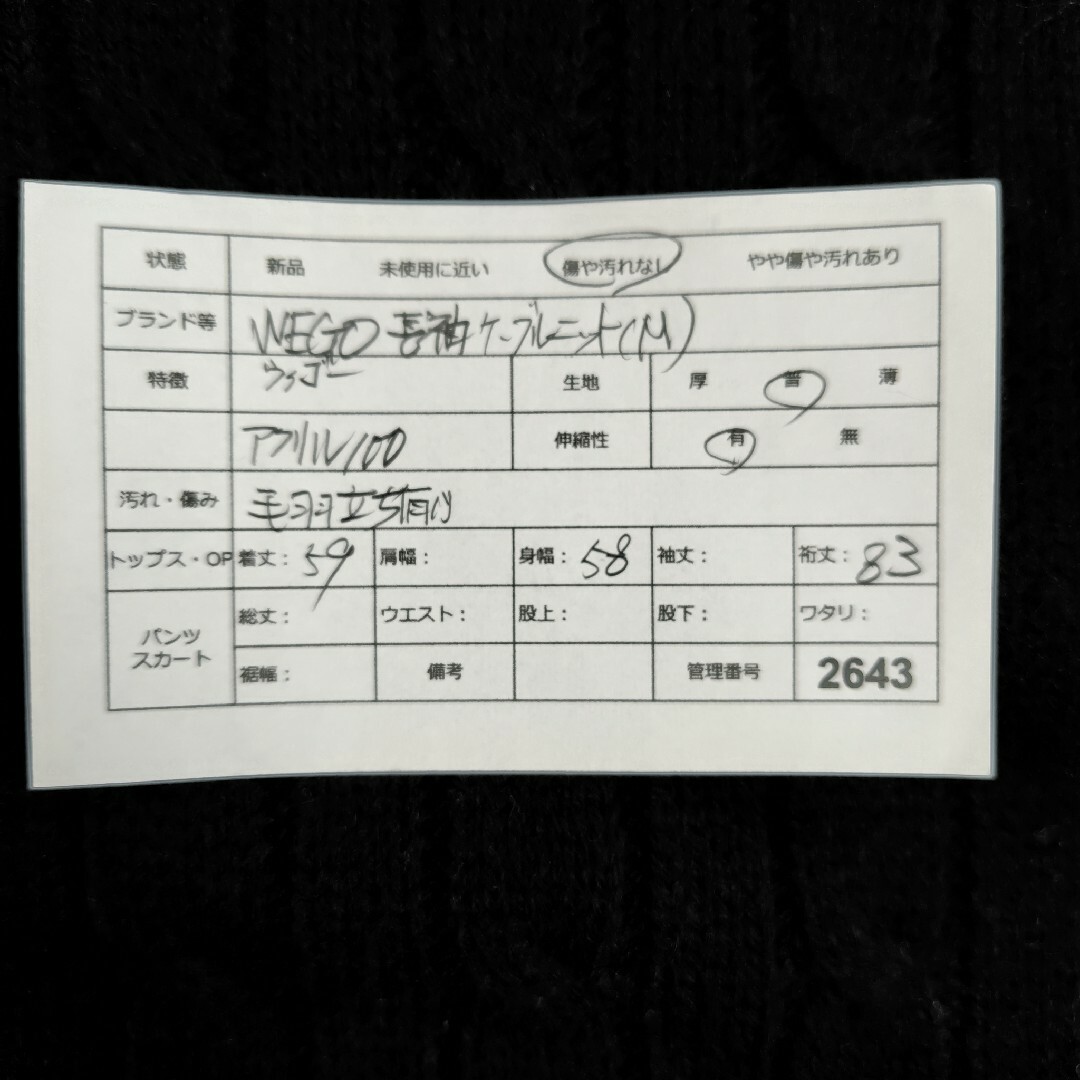 状態 新品 未使用に近い 傷や汚れなし やや傷や汚れあり
ブランド等 WEGO 長袖ケーブルニット(M)
特徴 ウィゴー 生地 厚 普 薄
アクリル100 伸縮性 有 無
汚れ・傷み 毛羽立ち有り
トップス・OP 着丈: 59 肩幅: 身幅: 58 袖丈: 裄丈: 83
パンツ
スカート
総丈: ウエスト: 股上: 股下: ワタリ:
裾幅: 備考 管理番号 2643